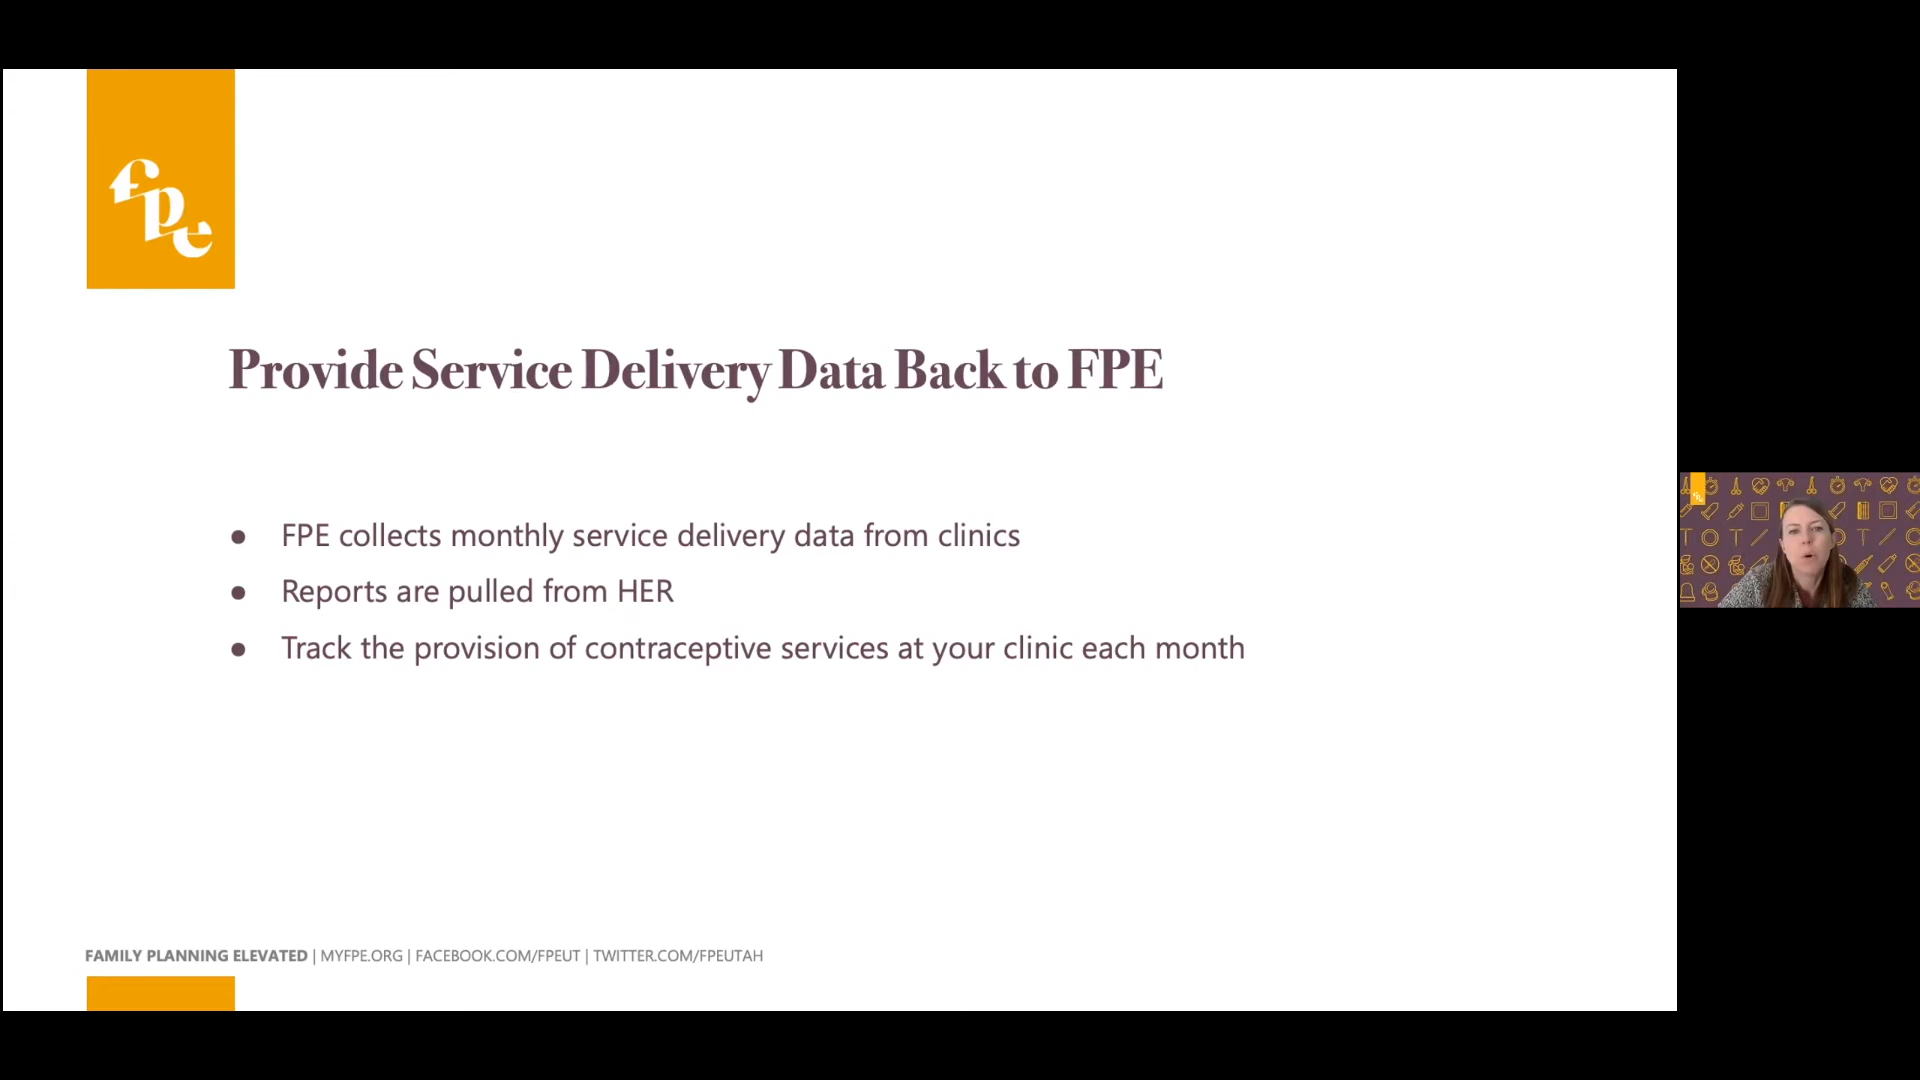 fpe
Provide Service Delivery Data Back to FPE
● FPE collects monthly service delivery data from clinics
● Reports are pulled from HER
● Track the provision of contraceptive services at your clinic each month
FAMILY PLANNING ELEVATED | MYFPE.ORG | FACEBOOK.COM/FPEUT | TWITTER.COM/FPEUTAH